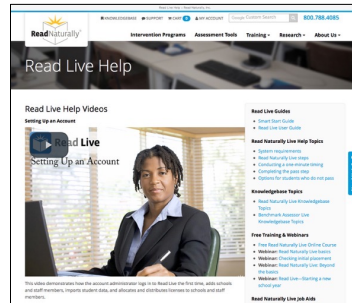 Read Live Help | Read Naturally, Inc.
KNOWLEDGEBASE SUPPORT CART 0 MY ACCOUNT Google Custom Search 800.788.4085
ReadNaturally
Intervention Programs Assessment Tools Training Research About Us
Read Live Help
Read Live Help Videos
Setting Up an Account
Read Live
Setting Up an Account
This video demonstrates how the account administrator logs in to Read Live the first time, adds schools
and staff members, imports student data, and allocates and distributes licenses to schools and staff
members.
Read Live Guides
Smart Start Guide
Read Live User Guide
Read Naturally Live Help Topics
System requirements
Read Naturally Live steps
Conducting a one-minute timing
Completing the pass step
Options for students who do not pass
Knowledgebase Topics
Read Naturally Live Knowledgebase
Topics
Benchmark Assessor Live
Knowledgebase Topics
Free Training & Webinars
Free Read Naturally Live Online Course
Webinar: Read Naturally Live basics
Webinar: Checking initial placement
Webinar: Read Naturally Live: Beyond
the basics
Webinar: Read Live—Starting a new
school year
Read Naturally Live Job Aids